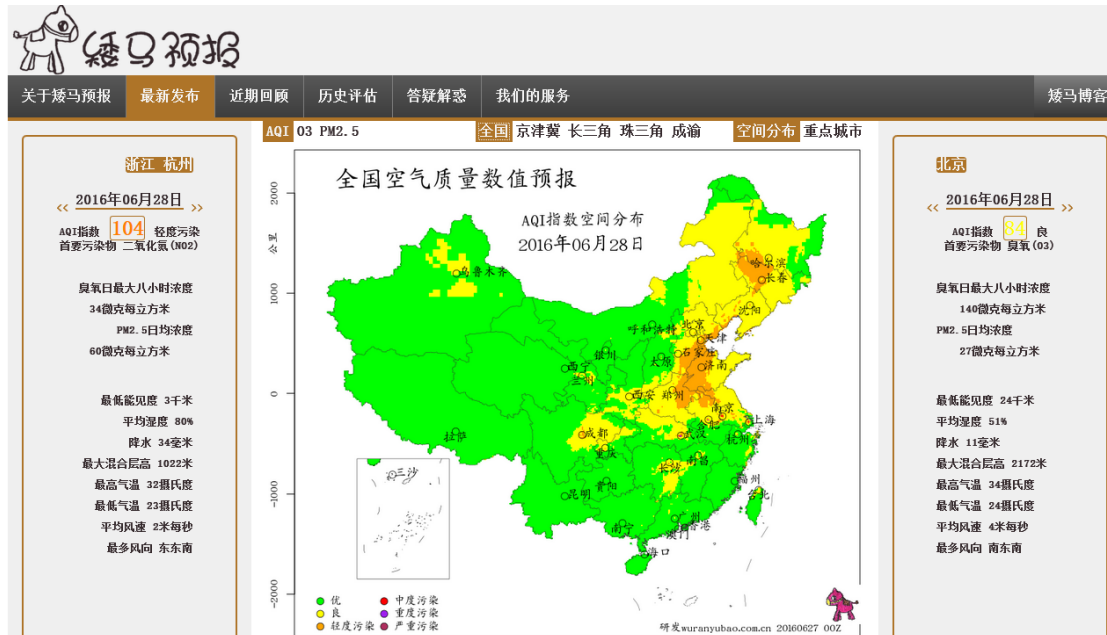 矮马预报
关于矮马预报 最新发布 近期回顾 历史评估 答疑解惑 我们的服务 矮马博客
AQI O3 PM2.5 全国 京津冀 长三角 珠三角 成渝 空间分布 重点城市
浙江 杭州
<< 2016年06月28日 >>
AQI指数 104 轻度污染
首要污染物 二氧化氮(NO2)
臭氧日最大八小时浓度
34微克每立方米
PM2.5日均浓度
60微克每立方米
最低能见度 3千米
平均湿度 80%
降水 34毫米
最大混合层高 1022米
最高气温 32摄氏度
最低气温 23摄氏度
平均风速 2米每秒
最多风向 东东南
全国空气质量数值预报
AQI指数空间分布
2016年06月28日
公里
2000
1000
0
-1000
-2000
哈尔滨
长春
乌鲁木齐
沈阳
呼和浩特
北京
天津
银川
太原
石家庄
西宁
济南
兰州
西安
郑州
南京
上海
合肥
成都
武汉
杭州
拉萨
重庆
长沙
南昌
三沙
福州
贵阳
昆明
台北
广州
南宁
香港
澳门
海口
优
良
轻度污染
中度污染
重度污染
严重污染
研发wuranyubao.com.cn 20160627 00Z
北京
<< 2016年06月28日 >>
AQI指数 84 良
首要污染物 臭氧(O3)
臭氧日最大八小时浓度
140微克每立方米
PM2.5日均浓度
27微克每立方米
最低能见度 24千米
平均湿度 51%
降水 11毫米
最大混合层高 2172米
最高气温 34摄氏度
最低气温 24摄氏度
平均风速 4米每秒
最多风向 南东南